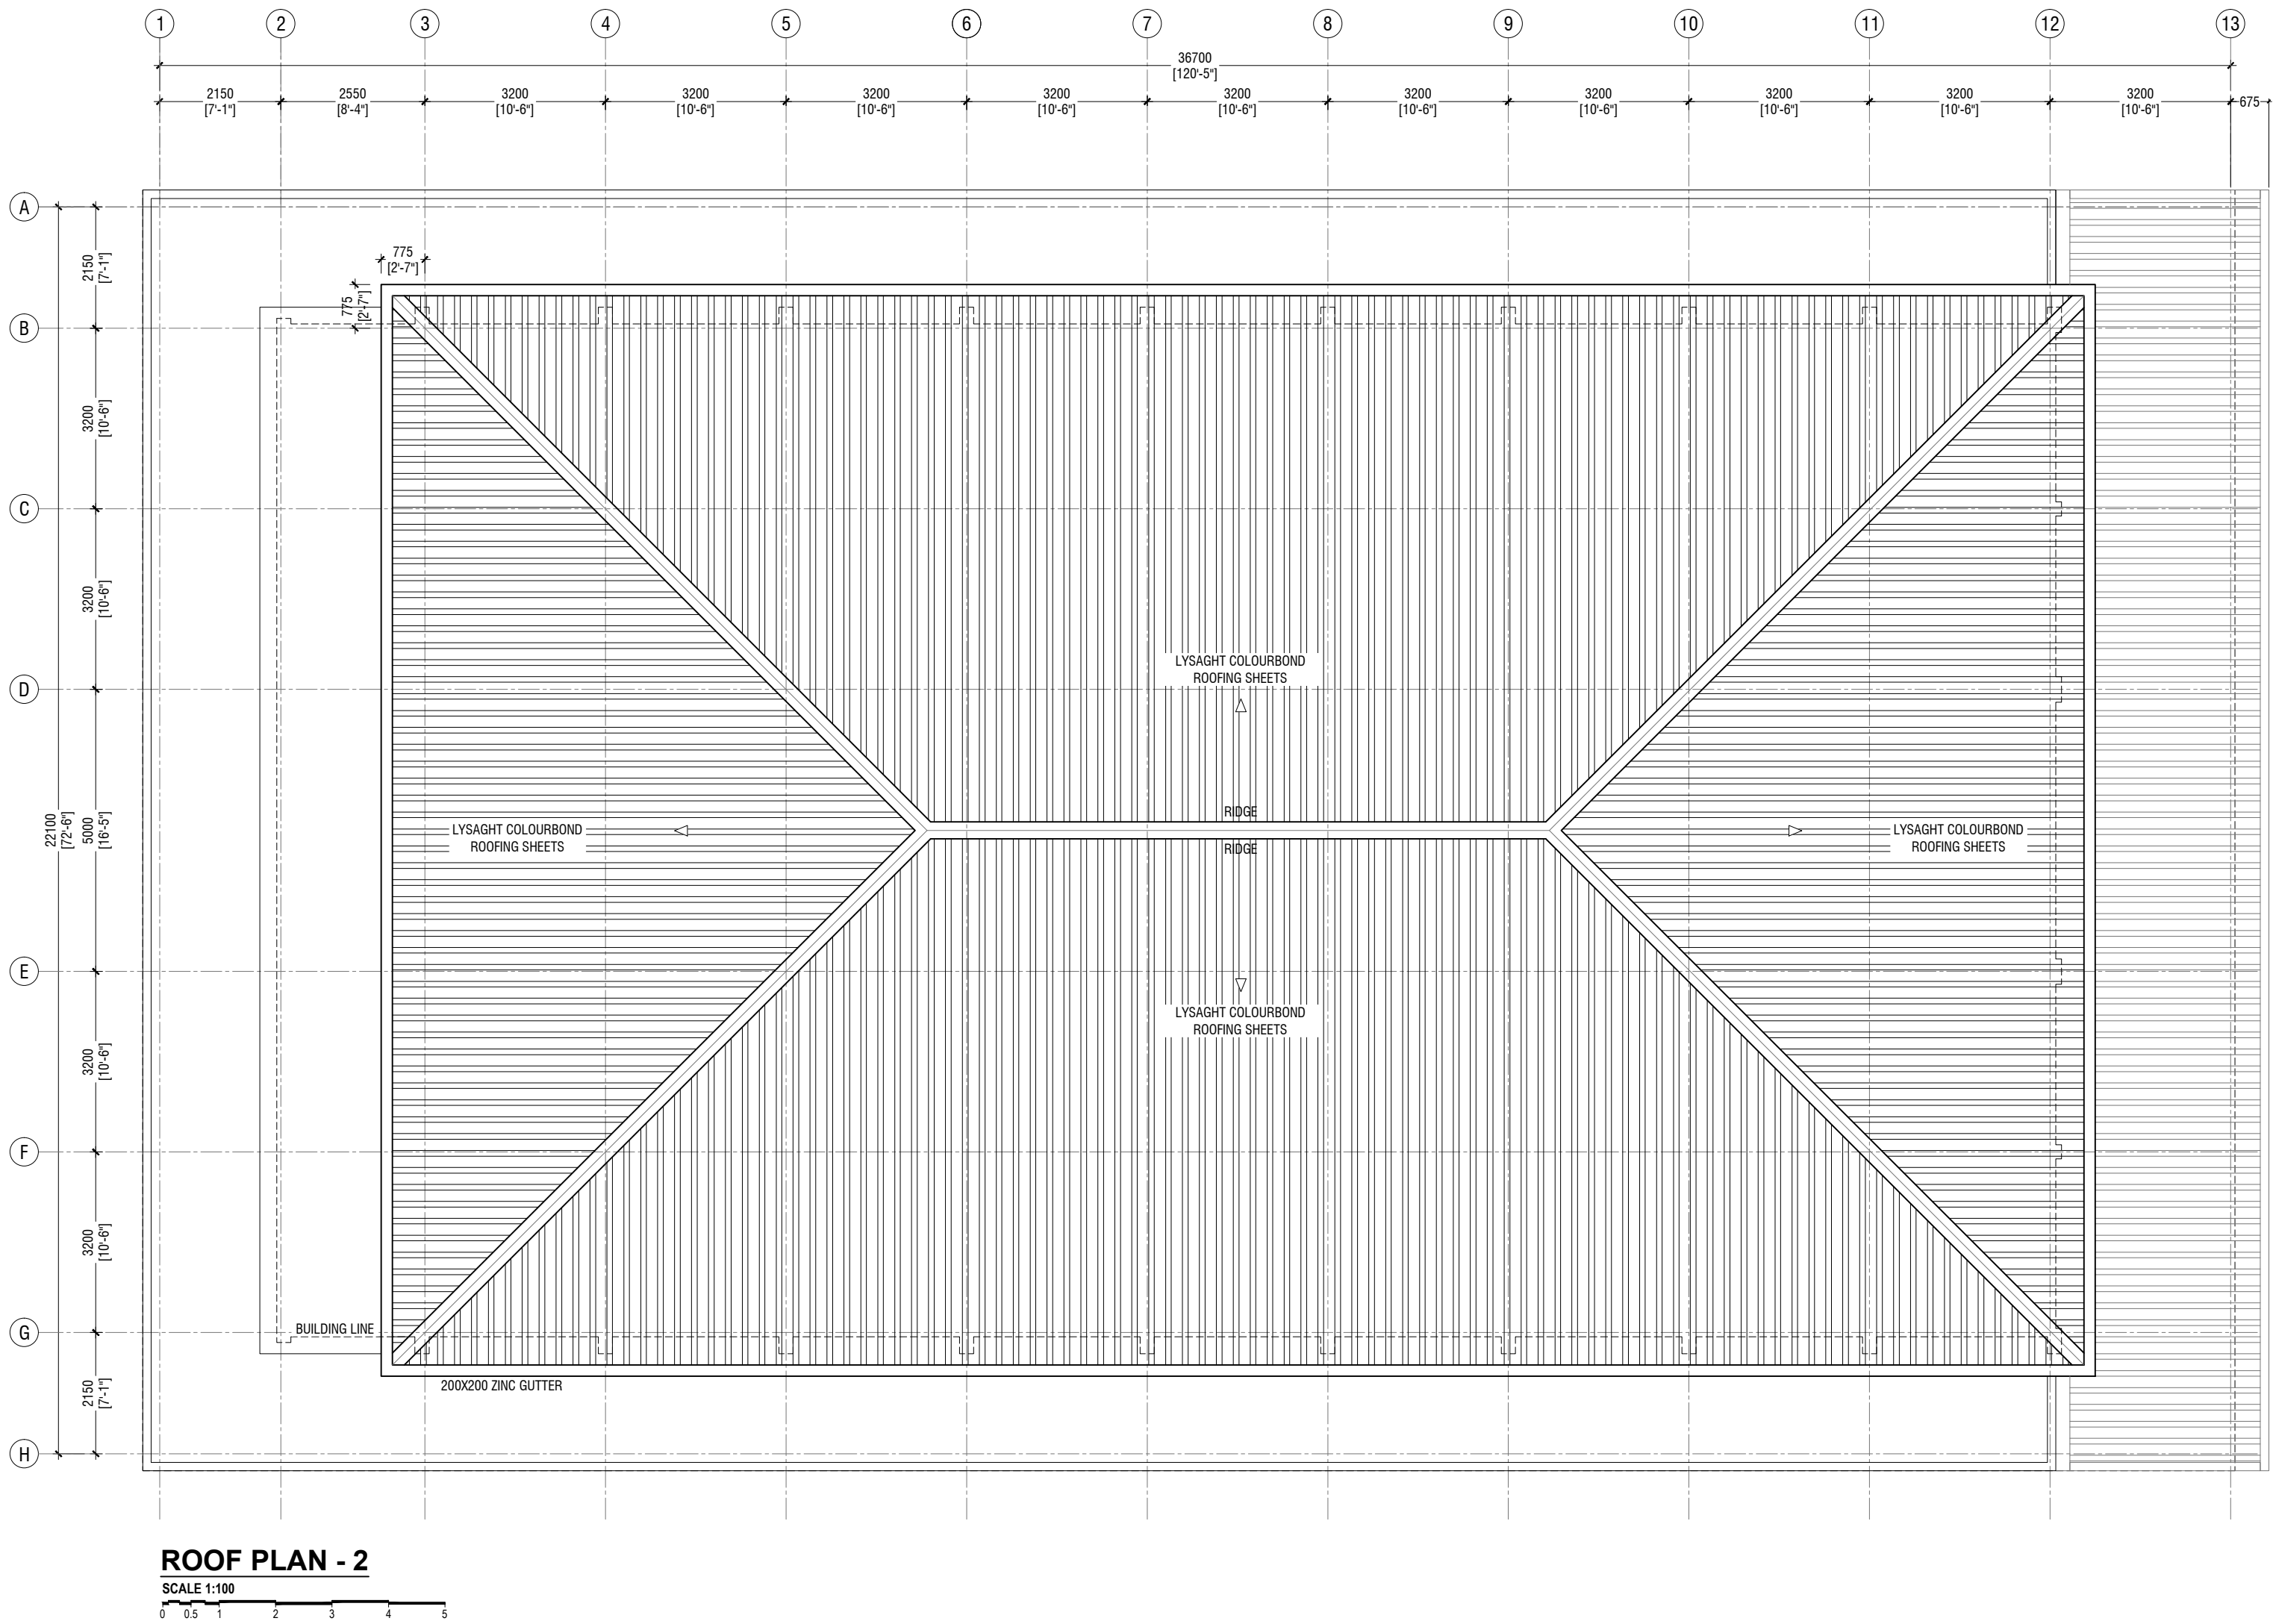 1 2 3 4 5 6 7 8 9 10 11 12 13
36700
[120'-5"]
2150 2550 3200 3200 3200 3200 3200 3200 3200 3200 3200 3200 675
[7'-1"] [8'-4"] [10'-6"] [10'-6"] [10'-6"] [10'-6"] [10'-6"] [10'-6"] [10'-6"] [10'-6"] [10'-6"] [10'-6"]
A
2150
[7'-1"]
775
[2'-7"]
775
[2'-7"]
B
3200
[10'-6"]
C
3200
[10'-6"]
D
LYSAGHT COLOURBOND
ROOFING SHEETS
22100
[72'-6"]
5000
[16'-5"]
RIDGE
RIDGE
LYSAGHT COLOURBOND
ROOFING SHEETS
LYSAGHT COLOURBOND
ROOFING SHEETS
E
LYSAGHT COLOURBOND
ROOFING SHEETS
3200
[10'-6"]
F
3200
[10'-6"]
G
BUILDING LINE
200X200 ZINC GUTTER
2150
[7'-1"]
H
ROOF PLAN - 2
SCALE 1:100
0 0.5 1 2 3 4 5